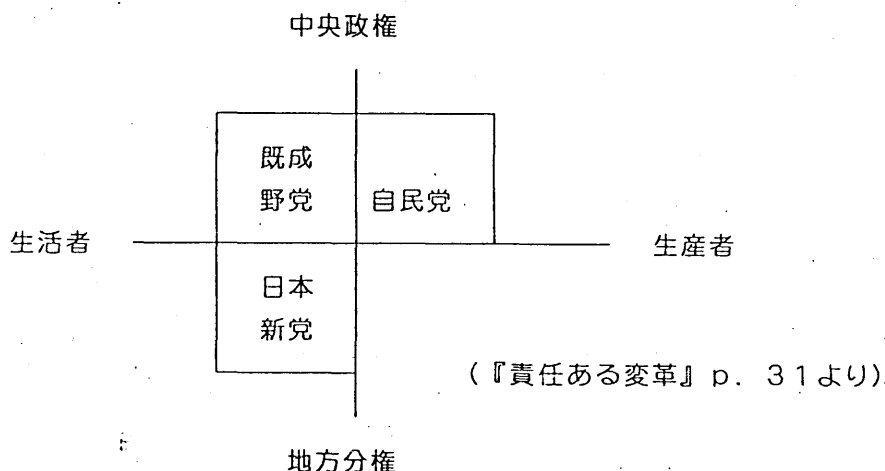 中央政権
既成
野党
自民党
生活者
生産者
日本
新党
(『責任ある変革』p. 31より)
地方分権